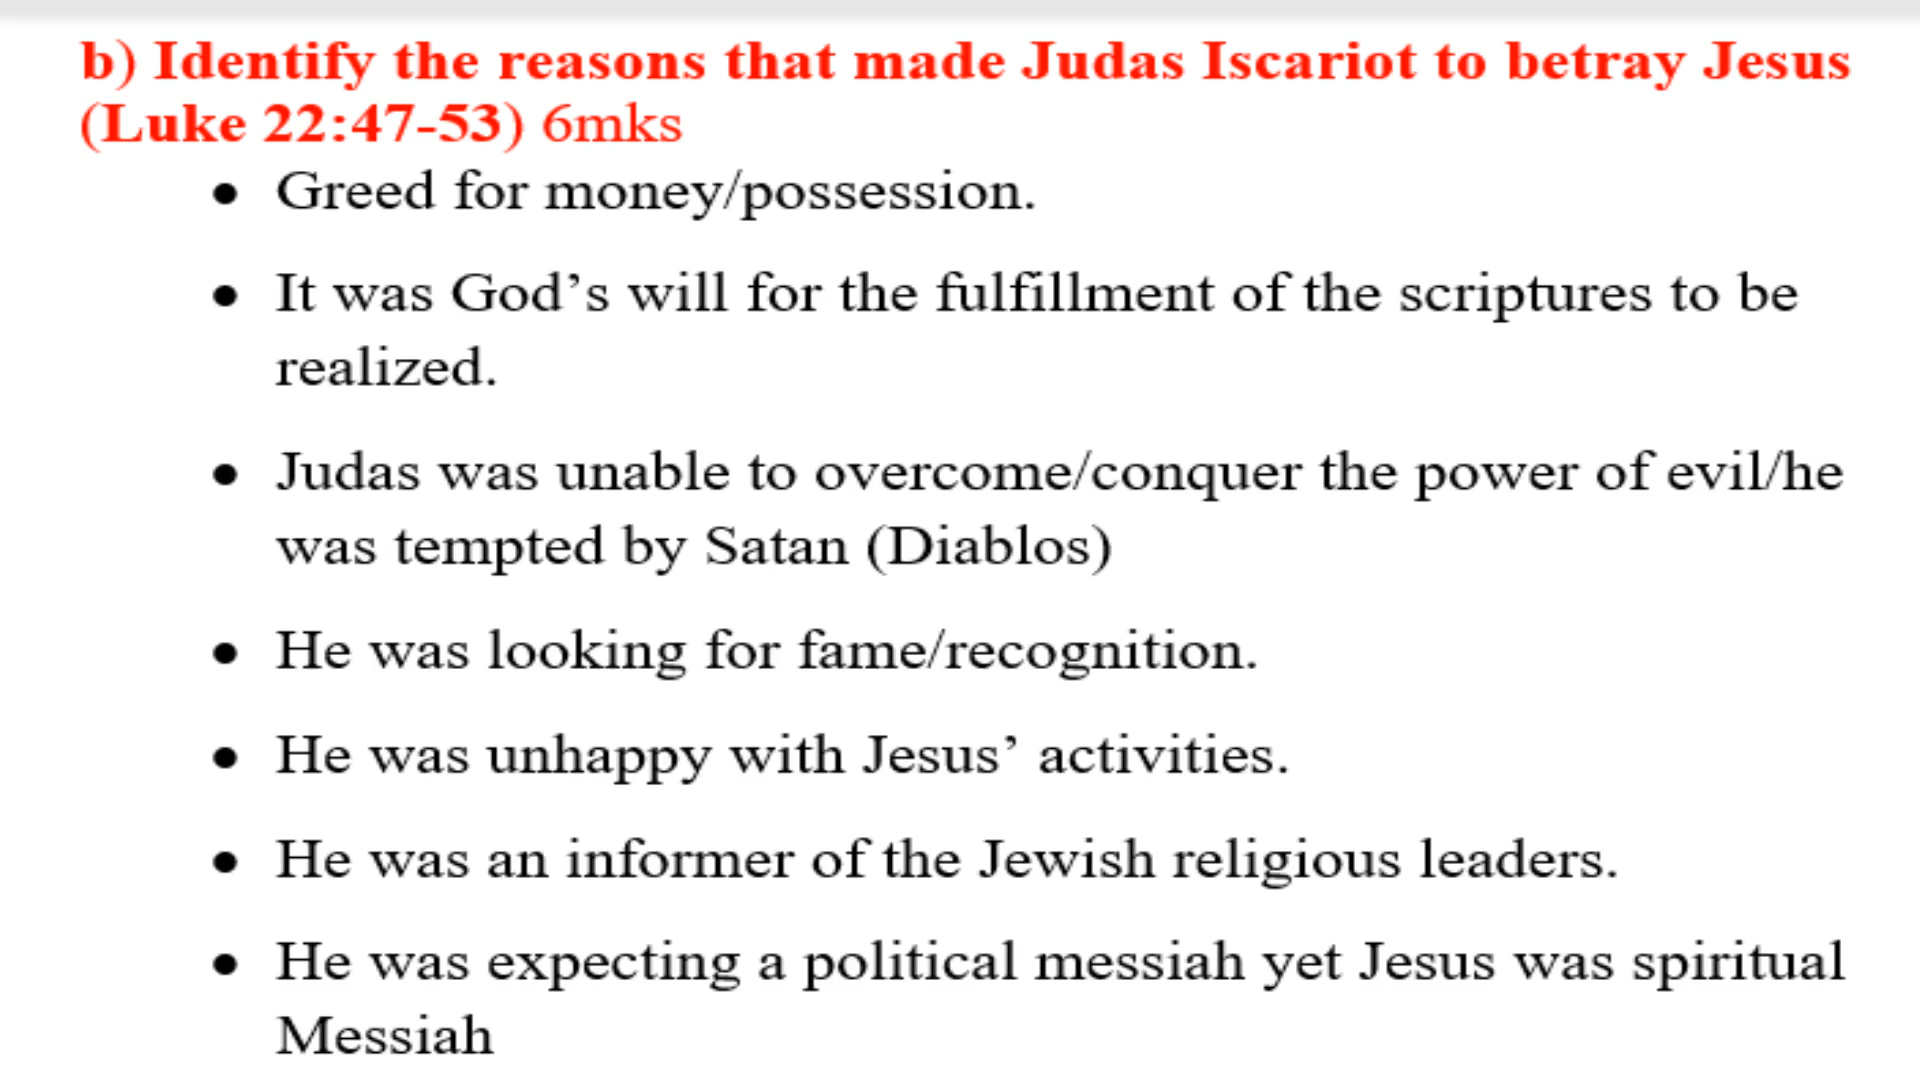 b) Identify the reasons that made Judas Iscariot to betray Jesus
(Luke 22:47-53) 6mks
● Greed for money/possession.
● It was God’s will for the fulfillment of the scriptures to be
realized.
● Judas was unable to overcome/conquer the power of evil/he
was tempted by Satan (Diablos)
● He was looking for fame/recognition.
● He was unhappy with Jesus’ activities.
● He was an informer of the Jewish religious leaders.
● He was expecting a political messiah yet Jesus was spiritual
Messiah